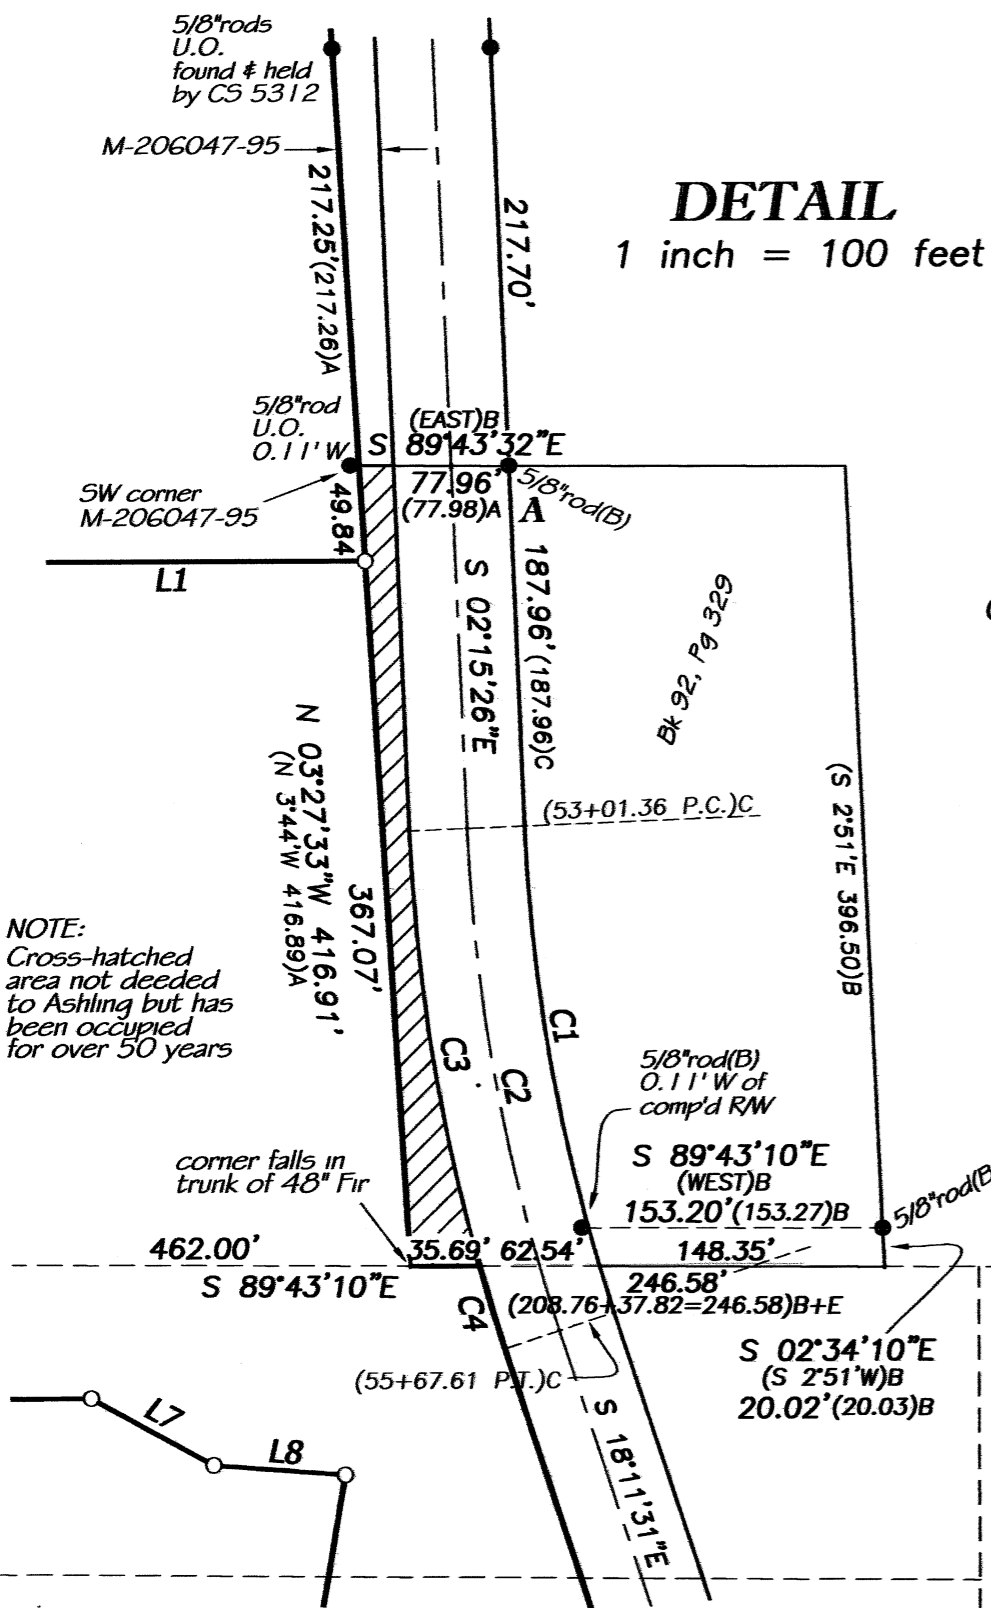 5/8"rods
U.O.
found & held
by CS 5312
M-206047-95
217.25'(217.26)A
217.70'
DETAIL
1 inch = 100 feet
5/8"rod
U.O.
0.11' W
(EAST)B
S 89°43'32"E
77.96'
(77.98)A
A
5/8"rod(B)
SW corner
M-206047-95
49.84
L1
S 02°15'26"E
187.96' (187.96)C
Bk 92, Pg 329
(S 2°51'E 396.50)B
N 03°27'33"W 416.91'
(N 3°44'W 416.89)A
367.07'
(53+01.36 P.C.)C
NOTE:
Cross-hatched
area not deeded
to Ashling but has
been occupied
for over 50 years
C1
C2
C3
5/8"rod(B)
0.11' W of
comp'd R/W
corner falls in
trunk of 48" Fir
S 89°43'10"E
(WEST)B
153.20'(153.27)B
5/8"rod(B)
462.00'
35.69'
62.54'
148.35'
S 89°43'10"E
246.58'
(208.76+37.82=246.58)B+E
C4
S 02°34'10"E
(S 2°51'W)B
20.02'(20.03)B
(55+67.61 P.T.)C
L7
L8
S 18°11'31"E